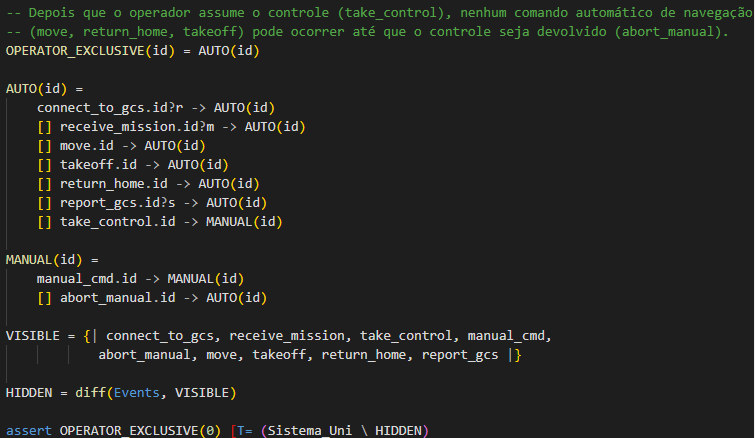 -- Depois que o operador assume o controle (take_control), nenhum comando automático de navegação
-- (move, return_home, takeoff) pode ocorrer até que o controle seja devolvido (abort_manual).
OPERATOR_EXCLUSIVE(id) = AUTO(id)
AUTO(id) =
connect_to_gcs.id?r -> AUTO(id)
[] receive_mission.id?m -> AUTO(id)
[] move.id -> AUTO(id)
[] takeoff.id -> AUTO(id)
[] return_home.id -> AUTO(id)
[] report_gcs.id?s -> AUTO(id)
[] take_control.id -> MANUAL(id)
MANUAL(id) =
manual_cmd.id -> MANUAL(id)
[] abort_manual.id -> AUTO(id)
VISIBLE = {| connect_to_gcs, receive_mission, take_control, manual_cmd,
abort_manual, move, takeoff, return_home, report_gcs |}
HIDDEN = diff(Events, VISIBLE)
assert OPERATOR_EXCLUSIVE(0) [T= (Sistema_Uni \ HIDDEN)